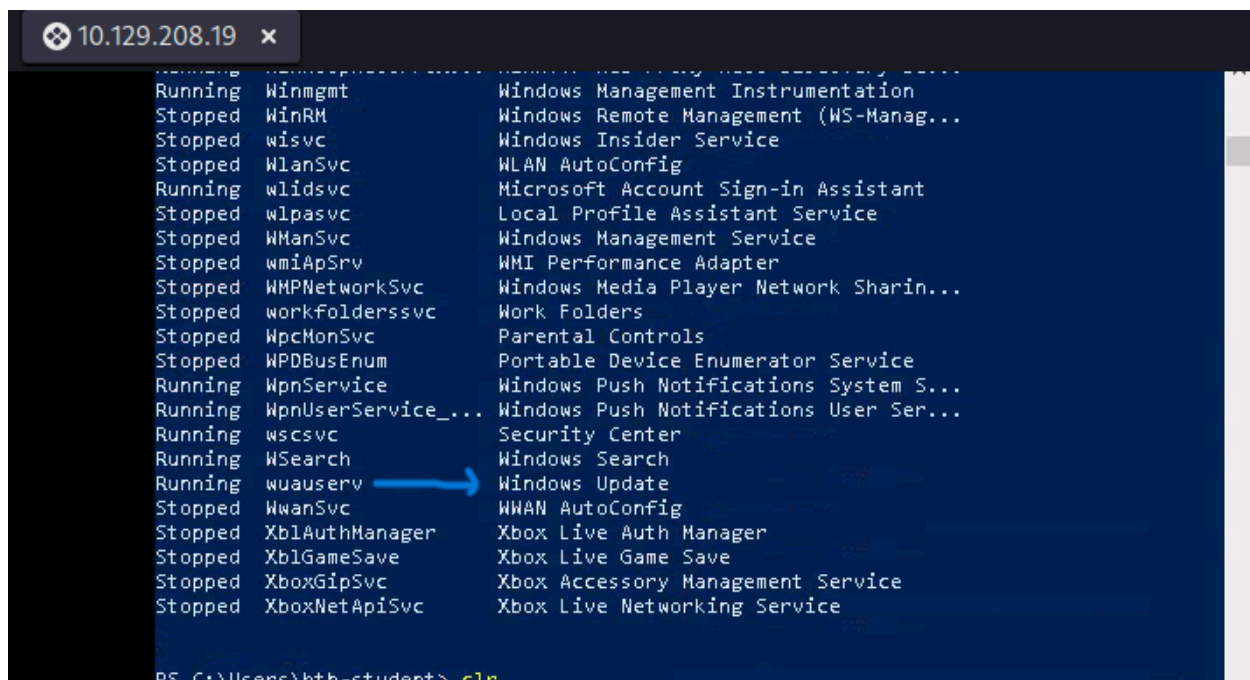 10.129.208.19 ×
Running
Running Winmgmt Windows Management Instrumentation
Stopped WinRM Windows Remote Management (WS-Manag...
Stopped wisvc Windows Insider Service
Stopped WlanSvc WLAN AutoConfig
Running wlidsvc Microsoft Account Sign-in Assistant
Stopped wlpasvc Local Profile Assistant Service
Stopped WManSvc Windows Management Service
Stopped wmiApSrv WMI Performance Adapter
Stopped WMPNetworkSvc Windows Media Player Network Sharin...
Stopped workfolderssvc Work Folders
Stopped WpcMonSvc Parental Controls
Stopped WPDBusEnum Portable Device Enumerator Service
Running WpnService Windows Push Notifications System S...
Running WpnUserService_... Windows Push Notifications User Ser...
Running wscsvc Security Center
Running WSearch Windows Search
Running wuauserv Windows Update
Stopped WwanSvc WWAN AutoConfig
Stopped XblAuthManager Xbox Live Auth Manager
Stopped XblGameSave Xbox Live Game Save
Stopped XboxGipSvc Xbox Accessory Management Service
Stopped XboxNetApiSvc Xbox Live Networking Service
PS C:\Users\htb-student> clr